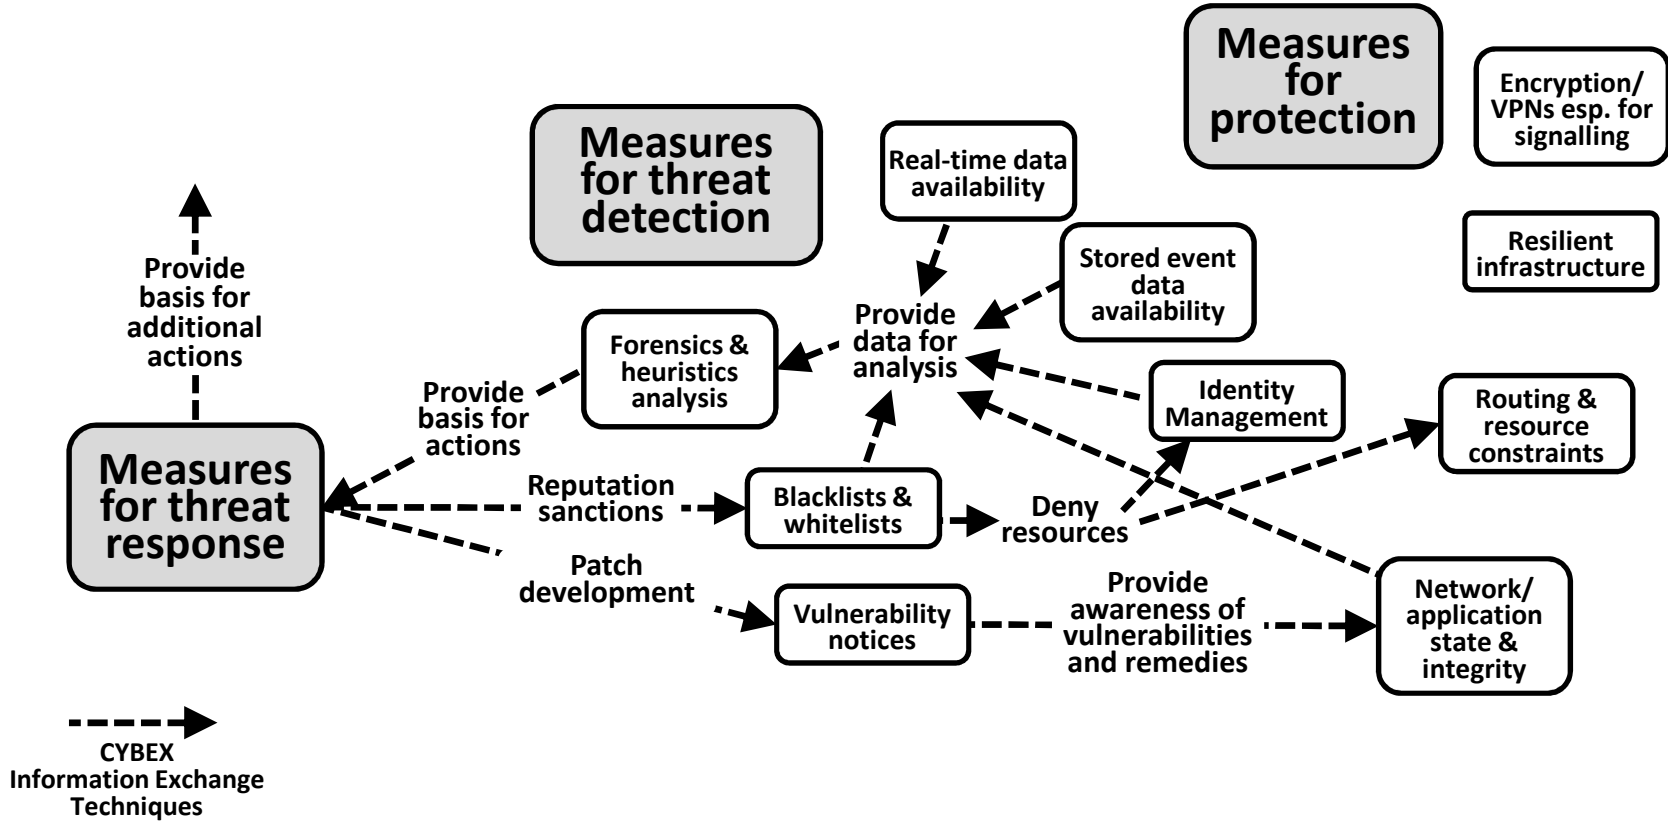 Measures
for
protection
Encryption/
VPNs esp. for
signalling
Measures
for threat
detection
Real-time data
availability
Resilient
infrastructure
Stored event
data
availability
Provide
basis for
additional
actions
Provide
data for
analysis
Forensics &
heuristics
analysis
Identity
Management
Routing &
resource
constraints
Provide
basis for
actions
Measures
for threat
response
Reputation
sanctions
Blacklists &
whitelists
Deny
resources
Patch
development
Vulnerability
notices
Provide
awareness of
vulnerabilities
and remedies
Network/
application
state &
integrity
CYBEX
Information Exchange
Techniques